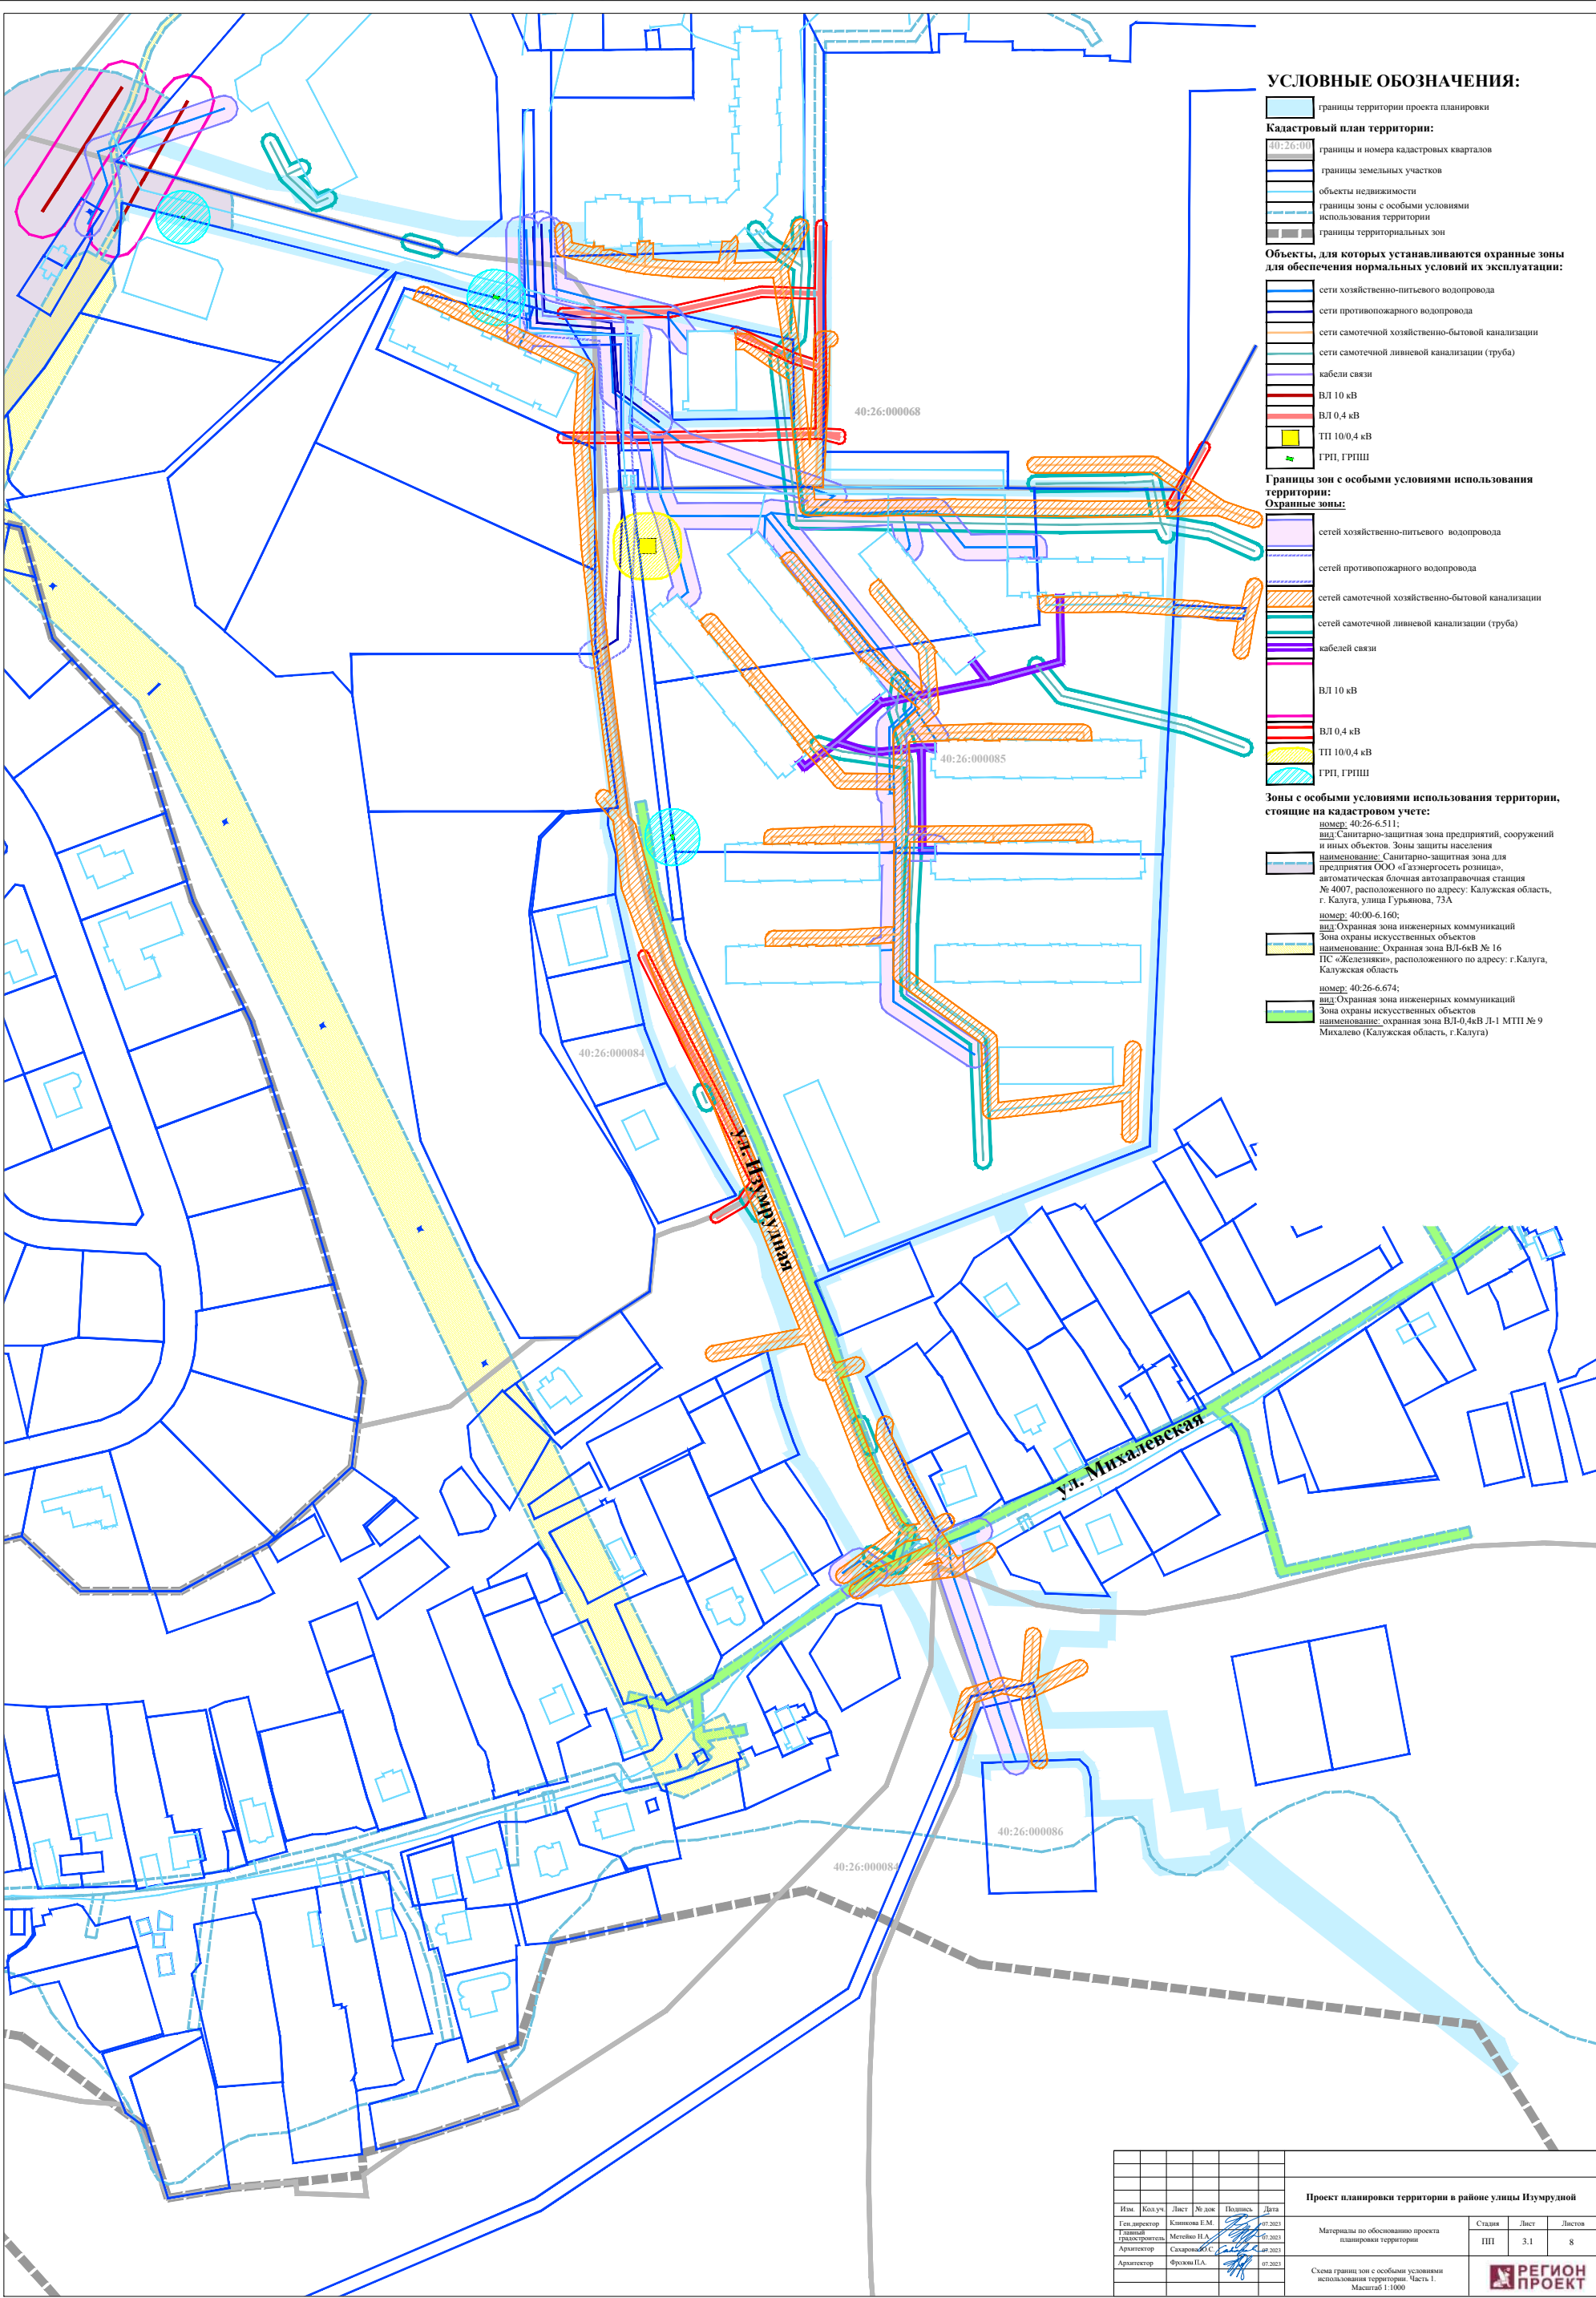 УСЛОВНЫЕ ОБОЗНАЧЕНИЯ:
границы территории проекта планировки
Кадастровый план территории:
40:26:00
границы и номера кадастровых кварталов
границы земельных участков
объекты недвижимости
границы зоны с особыми условиями
использования территории
границы территориальных зон
Объекты, для которых устанавливаются охранные зоны
для обеспечения нормальных условий их эксплуатации:
сети хозяйственно-питьевого водопровода
сети противопожарного водопровода
сети самотечной хозяйственно-бытовой канализации
сети самотечной ливневой канализации (труба)
кабели связи
ВЛ 10 кВ
ВЛ 0,4 кВ
ТП 10/0,4 кВ
ГРП, ГРПШ
Границы зон с особыми условиями использования
территории:
Охранные зоны:
сетей хозяйственно-питьевого водопровода
сетей противопожарного водопровода
сетей самотечной хозяйственно-бытовой канализации
сетей самотечной ливневой канализации (труба)
кабелей связи
ВЛ 10 кВ
ВЛ 0,4 кВ
ТП 10/0,4 кВ
ГРП, ГРПШ
Зоны с особыми условиями использования территории,
стоящие на кадастровом учете:
номер: 40:26-6.511;
вид:Санитарно-защитная зона предприятий, сооружений
и иных объектов. Зоны защиты населения
наименование: Санитарно-защитная зона для
предприятия ООО «Газэнергосеть розница»,
автоматическая блочная автозаправочная станция
№ 4007, расположенного по адресу: Калужская область,
г. Калуга, улица Гурьянова, 73А
номер: 40:00-6.160;
вид:Охранная зона инженерных коммуникаций
Зона охраны искусственных объектов
наименование: Охранная зона ВЛ-6кВ № 16
ПС «Железняки», расположенного по адресу: г.Калуга,
Калужская область
номер: 40:26-6.674;
вид:Охранная зона инженерных коммуникаций
Зона охраны искусственных объектов
наименование: охранная зона ВЛ-0,4кВ Л-1 МТП № 9
Михалево (Калужская область, г.Калуга)
40:26:000068
40:26:000085
40:26:000084
ул. Изумрудная
ул. Михалевская
40:26:000086
40:26:000084
Изм. Кол.уч. Лист № док Подпись Дата
Ген.директор Климкова Е.М. 07.2023
Главный градостроитель Метейко Н.А. 07.2023
Архитектор Сахарова О.С. 07.2023
Архитектор Фролова П.А. 07.2023
Проект планировки территории в районе улицы Изумрудной
Материалы по обоснованию проекта
планировки территории
Стадия Лист Листов
ПП 3.1 8
Схема границ зон с особыми условиями
использования территории. Часть 1.
Масштаб 1:1000
РЕГИОН
ПРОЕКТ